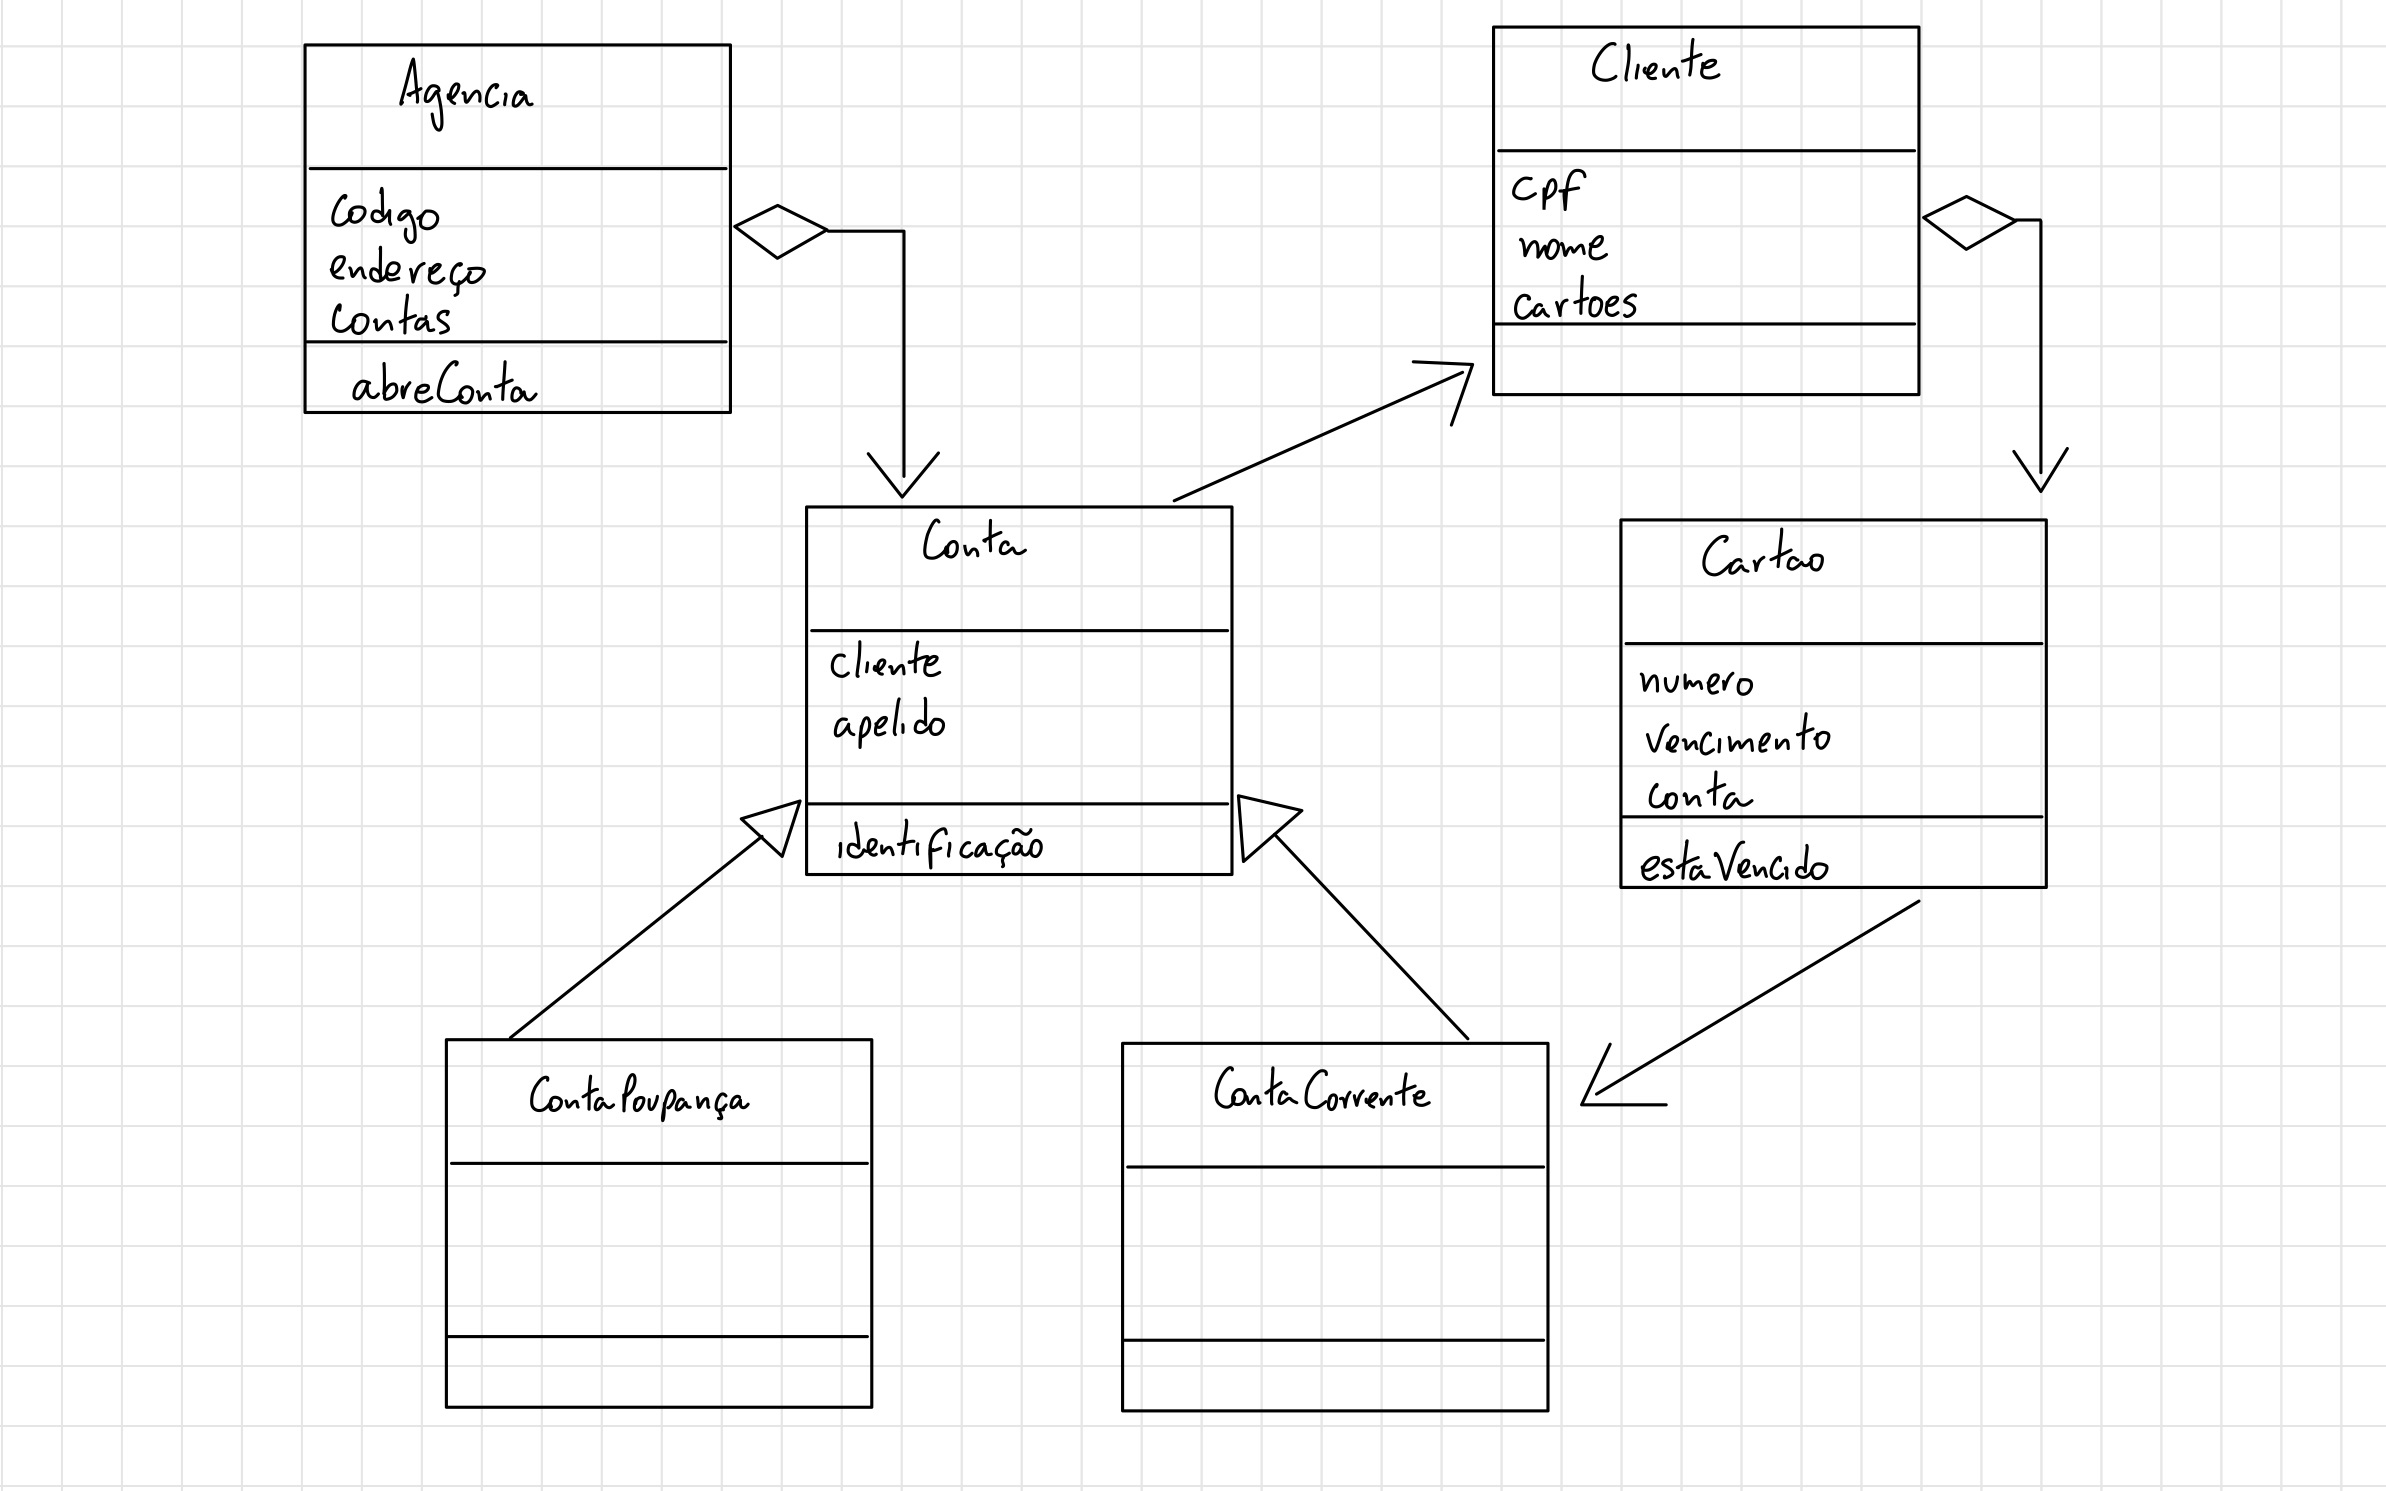 Agencia
Codigo
endereço
Contas
abreConta
Cliente
cpf
nome
cartoes
Conta
cliente
apelido
identificação
Cartao
numero
vencimento
conta
estaVencido
ContaPoupança
ContaCorrente